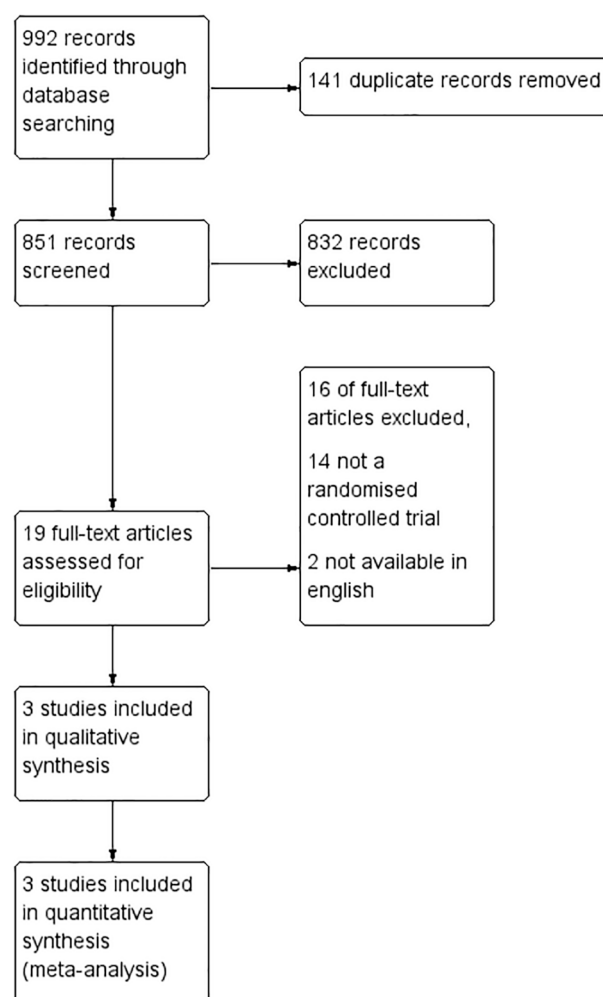 992 records
identified through
database
searching
141 duplicate records removed
851 records
screened
832 records
excluded
16 of full-text
articles excluded,
14 not a
randomised
controlled trial
2 not available in
english
19 full-text articles
assessed for
eligibility
3 studies included
in qualitative
synthesis
3 studies included
in quantitative
synthesis
(meta-analysis)